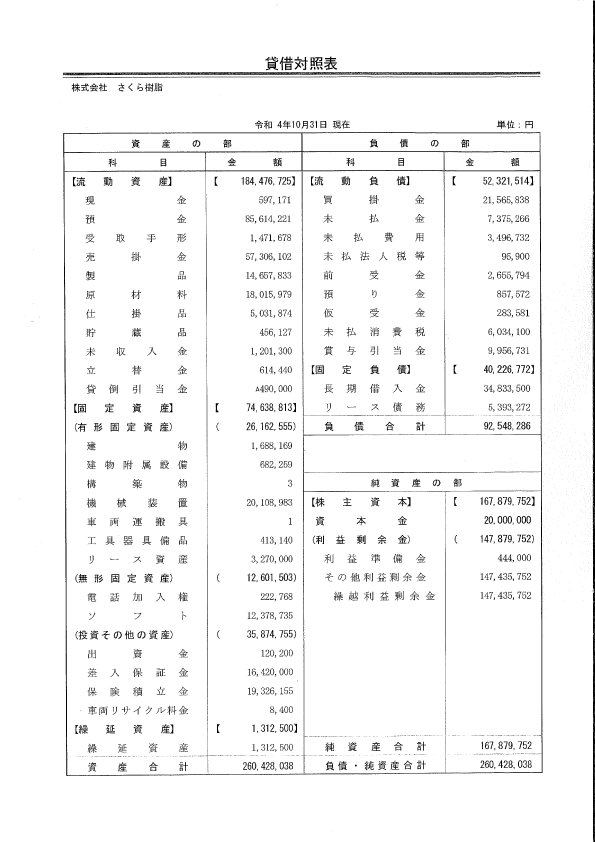 貸借対照表
株式会社 さくら樹脂
令和 4年10月31日 現在
単位：円
資産の部
科目 金額
【流動資産】 【 184,476,725】
現金 597,171
預金 85,614,221
受取手形 1,471,678
売掛金 57,306,102
製品 14,657,833
原材料 18,015,979
仕掛品 5,031,874
貯蔵品 456,127
未収入金 1,201,300
立替金 614,440
貸倒引当金 △490,000
【固定資産】 【 74,638,813】
(有形固定資産) ( 26,162,555)
建物 1,688,169
建物附属設備 682,259
構築物 3
機械装置 20,108,983
車両運搬具 1
工具器具備品 413,140
リース資産 3,270,000
(無形固定資産) ( 12,601,503)
電話加入権 222,768
ソフト 12,378,735
(投資その他の資産) ( 35,874,755)
出資金 120,200
差入保証金 16,420,000
保険積立金 19,326,155
車両リサイクル料金 8,400
【繰延資産】 【 1,312,500】
繰延資産 1,312,500
資産合計 260,428,038
負債の部
科目 金額
【流動負債】 【 52,321,514】
買掛金 21,565,838
未払金 7,375,266
未払費用 3,496,732
未払法人税等 95,900
前受金 2,655,794
預り金 857,572
仮受金 283,581
未払消費税 6,034,100
賞与引当金 9,956,731
【固定負債】 【 40,226,772】
長期借入金 34,833,500
リース債務 5,393,272
負債合計 92,548,286
純資産の部
【株主資本】 【 167,879,752】
資本金 20,000,000
(利益剰余金) ( 147,879,752)
利益準備金 444,000
その他利益剰余金 147,435,752
繰越利益剰余金 147,435,752
純資産合計 167,879,752
負債・純資産合計 260,428,038